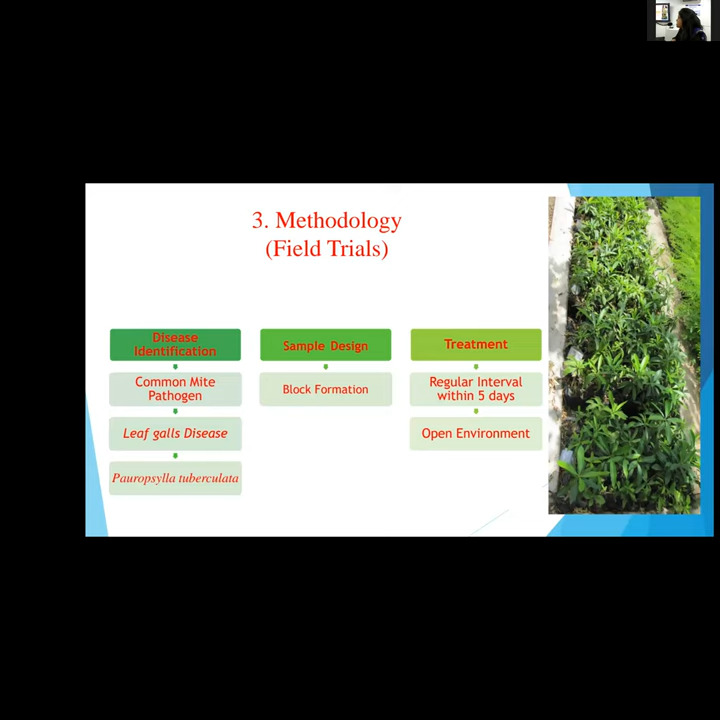 3. Methodology
(Field Trials)
Disease
Identification
Common Mite
Pathogen
Leaf galls Disease
Pauropsylla tuberculata
Sample Design
Block Formation
Treatment
Regular Interval
within 5 days
Open Environment